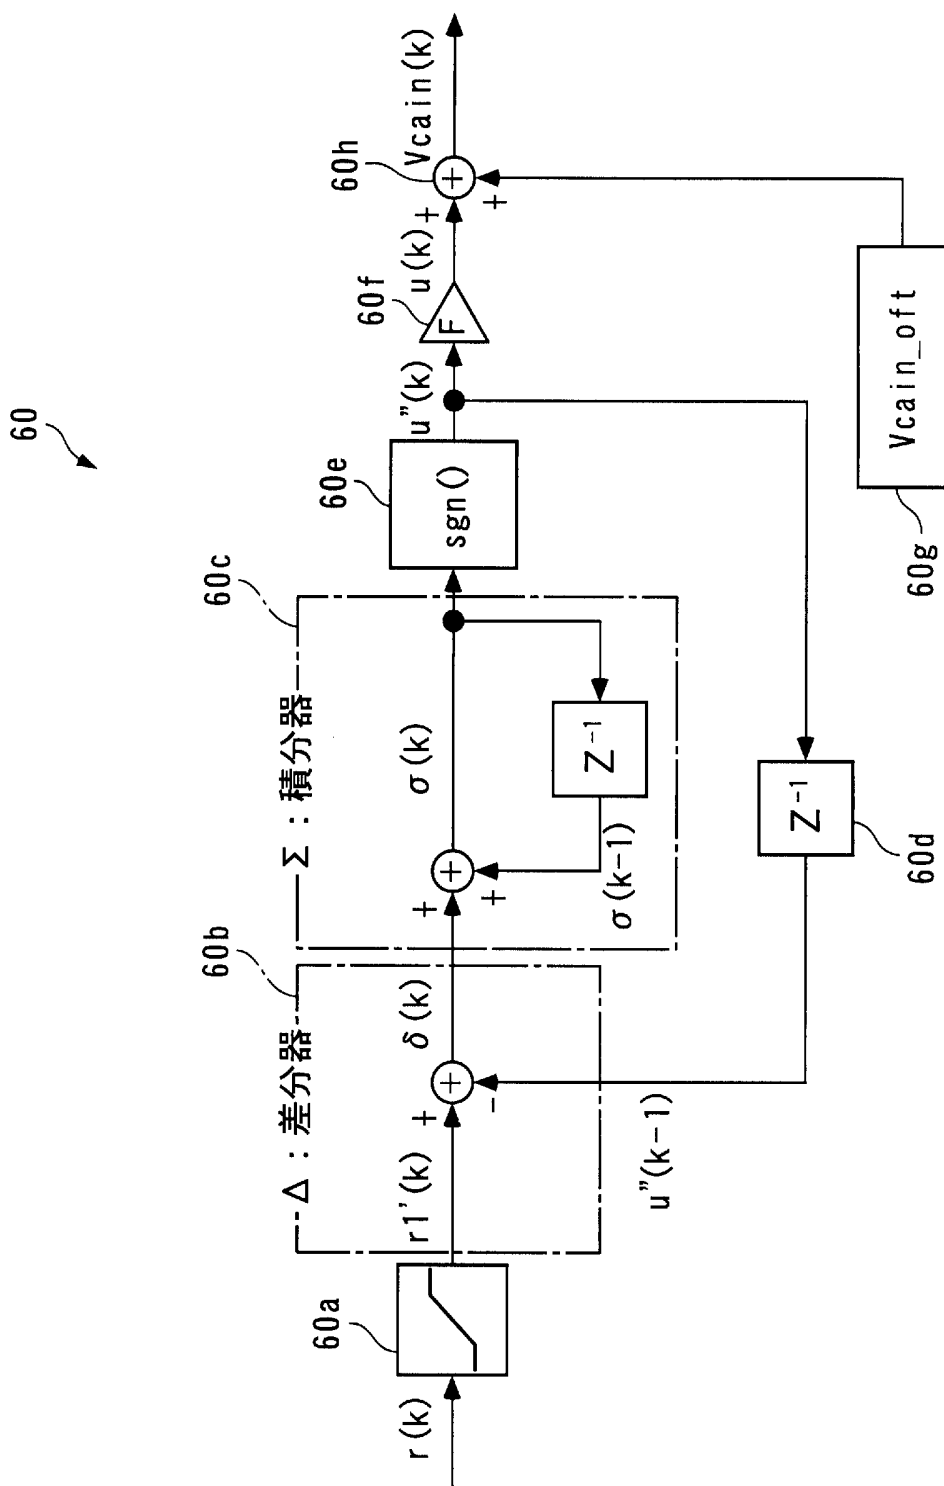 60
r(k)
60a
r1'(k)
Δ:差分器
60b
δ(k)
+
+
-
u"(k-1)
Σ:積分器
60c
+
+
+
σ(k)
σ(k-1)
Z⁻¹
sgn()
60e
u"(k)
Z⁻¹
60d
F
60f
u(k)
+
+
+
60h
Vcain(k)
Vcain_oft
60g